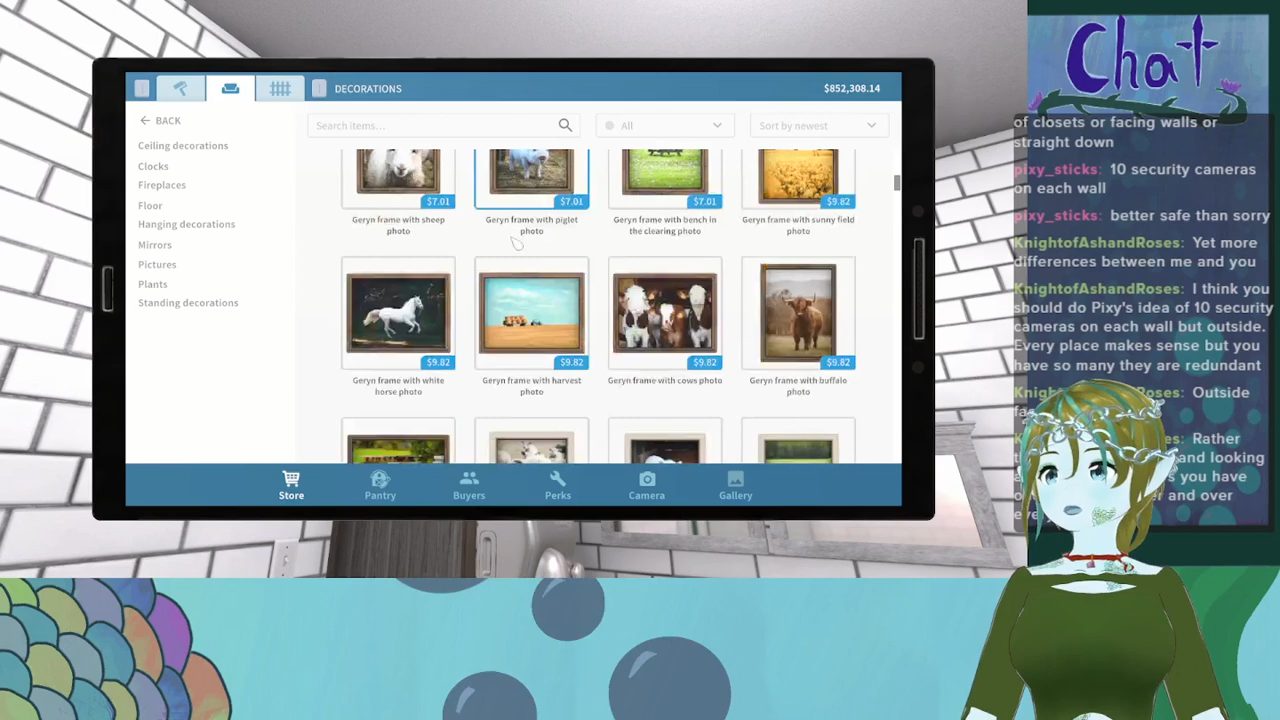 DECORATIONS
$852,308.14
BACK
Search items...
All
Sort by newest
Ceiling decorations
Clocks
Fireplaces
Floor
Hanging decorations
Mirrors
Pictures
Plants
Standing decorations
$7.01
$7.01
$7.01
$9.82
Geryn frame with sheep
photo
Geryn frame with piglet
photo
Geryn frame with bench in
the clearing photo
Geryn frame with sunny field
photo
$9.82
$9.82
$9.82
$9.82
Geryn frame with white
horse photo
Geryn frame with harvest
photo
Geryn frame with cows photo
Geryn frame with buffalo
photo
Store
Pantry
Buyers
Perks
Camera
Gallery
Chat
of closets or facing walls or
straight down
pixy_sticks: 10 security cameras
on each wall
pixy_sticks: better safe than sorry
KnightofAshandRoses: Yet more
differences between me and you
KnightofAshandRoses: I think you
should do Pixy's idea of 10 security
cameras on each wall but outside.
Every place makes sense but you
have so many they are redundant
Outside
Rather
and looking
s you have
and over